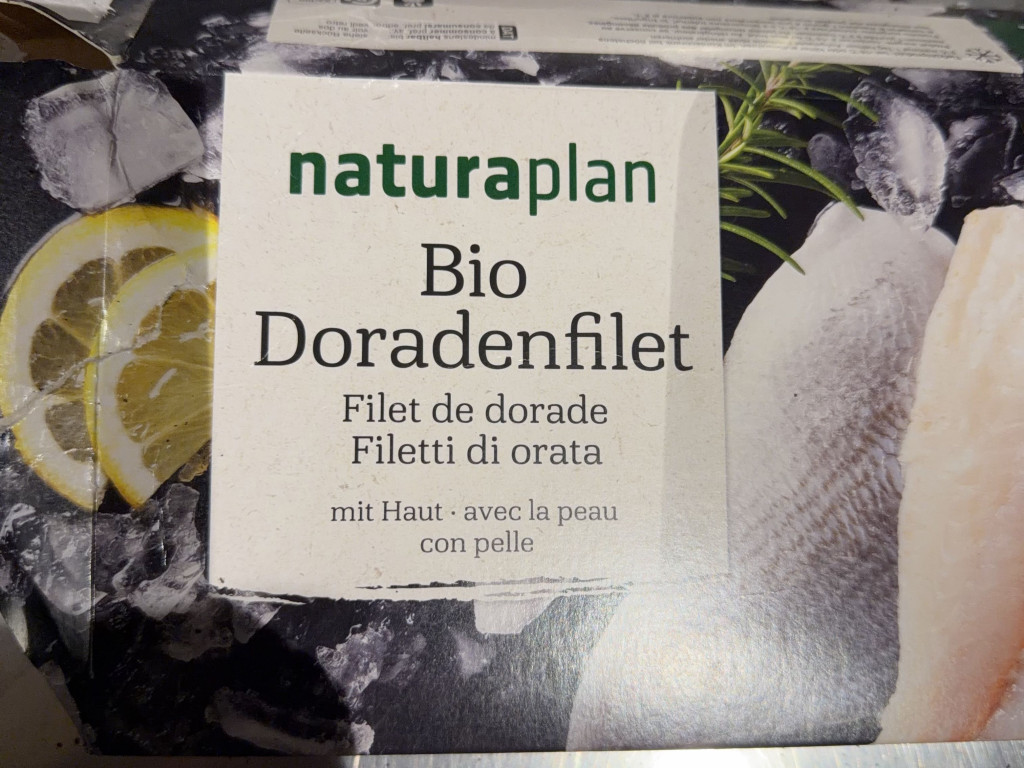 naturaplan
Bio
Doradenfilet
Filet de dorade
Filetti di orata
mit Haut · avec la peau
con pelle